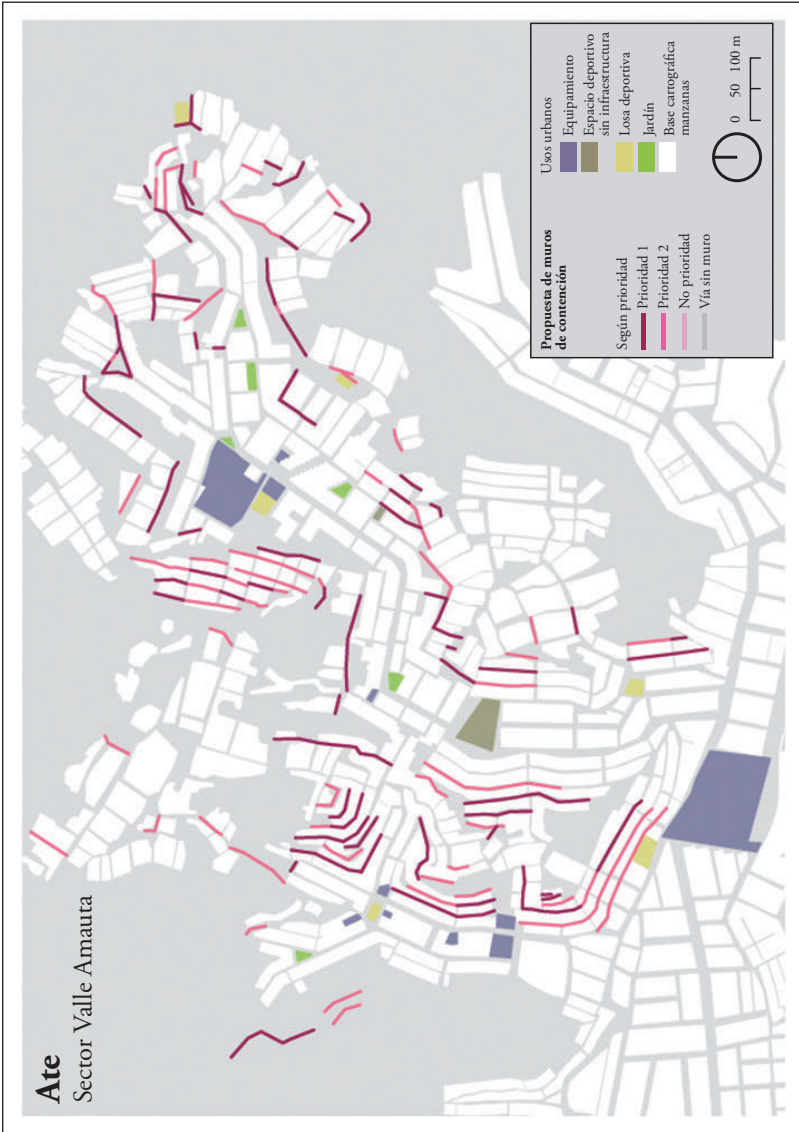 Ate
Sector Valle Amauta
Propuesta de muros
de contención
Según prioridad
Prioridad 1
Prioridad 2
No prioridad
Vía sin muro
Usos urbanos
Equipamiento
Espacio deportivo
sin infraestructura
Losa deportiva
Jardín
Base cartográfica
manzanas
0 50 100 m